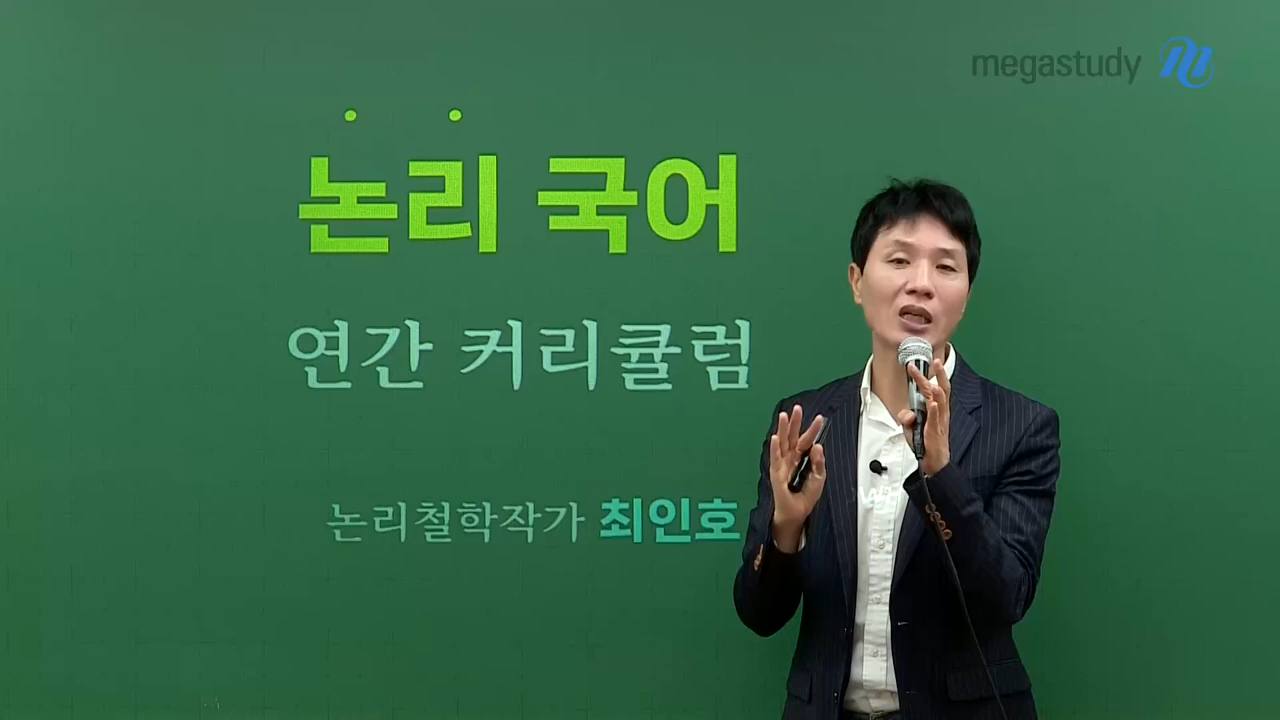 megastudy
논리 국어
연간 커리큘럼
논리철학작가 최인호